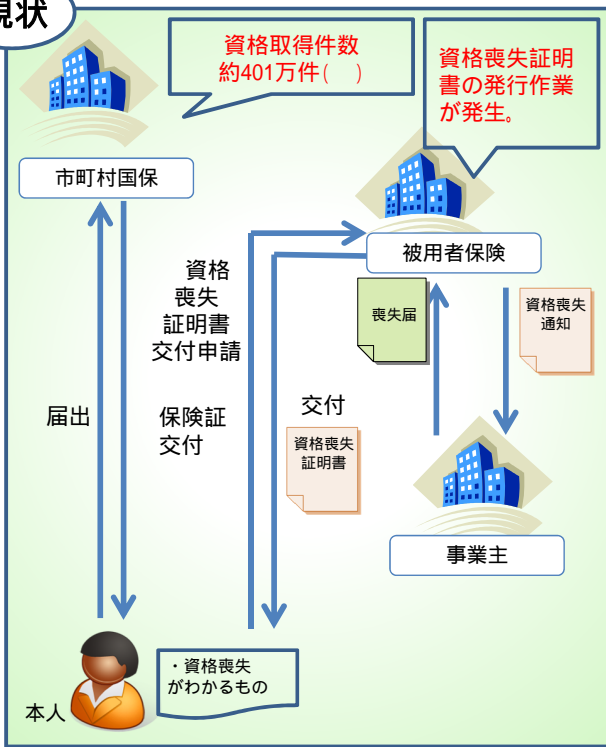 現状
資格取得件数
約401万件(　)
資格喪失証明
書の発行作業
が発生。
市町村国保
被用者保険
資格
喪失
証明書
交付申請
喪失届
資格喪失
通知
届出
保険証
交付
交付
資格喪失
証明書
事業主
・資格喪失
がわかるもの
本人